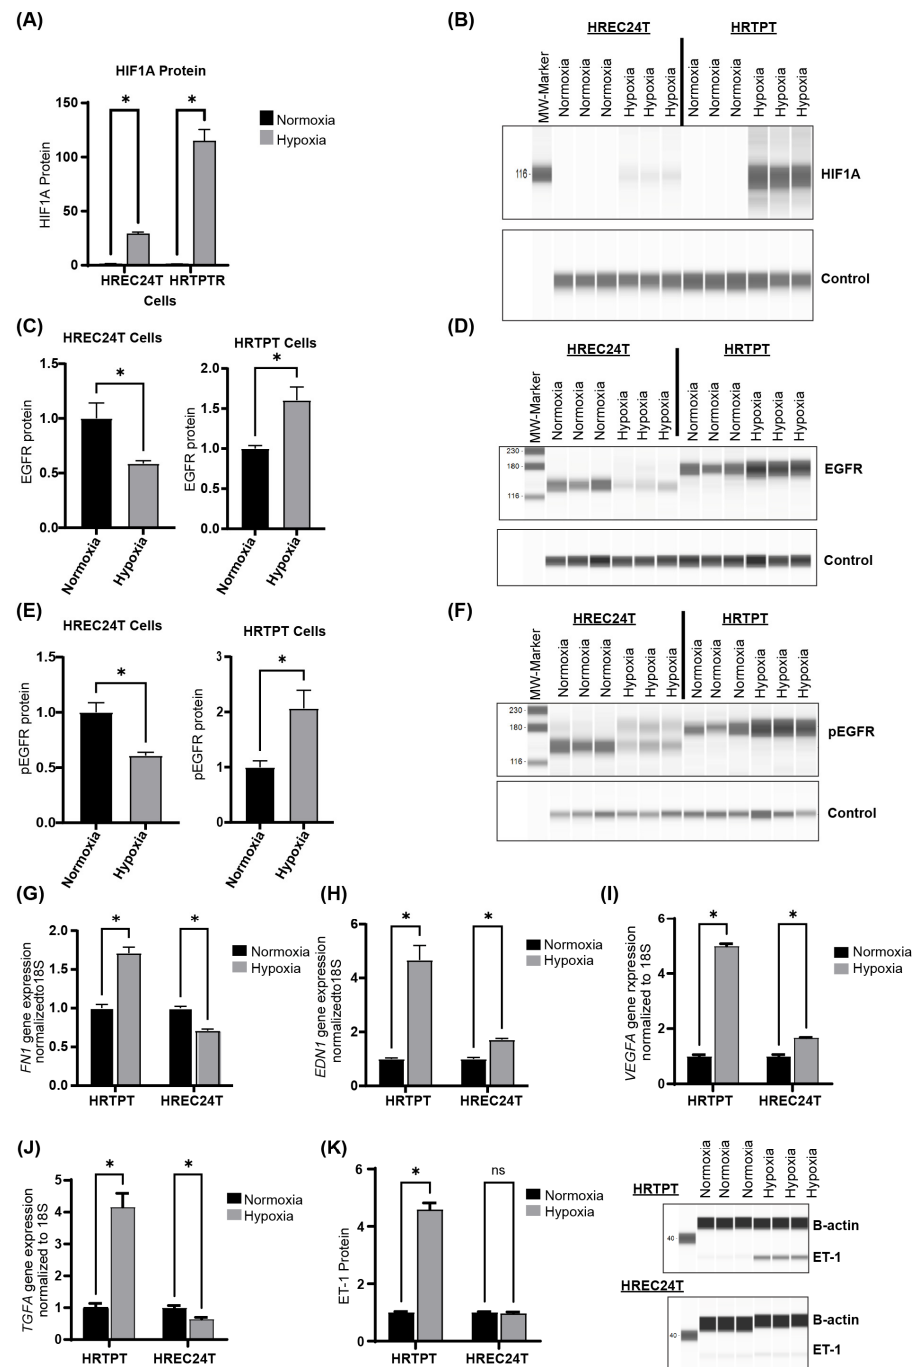 (A)
HIF1A Protein
150
100
50
0
HIF1A Protein
*
*
Normoxia
Hypoxia
HREC24T HRTPTR
Cells
(B)
HREC24T
HRTPT
MW-Marker
Normoxia
Normoxia
Normoxia
Hypoxia
Hypoxia
Hypoxia
Normoxia
Normoxia
Normoxia
Hypoxia
Hypoxia
Hypoxia
116
HIF1A
Control
(C)
HREC24T Cells
EGFR protein
1.5
1.0
0.5
0.0
*
Normoxia
Hypoxia
HRTPT Cells
EGFR protein
2.0
1.5
1.0
0.5
0.0
*
Normoxia
Hypoxia
(D)
HREC24T
HRTPT
MW-Marker
Normoxia
Normoxia
Normoxia
Hypoxia
Hypoxia
Hypoxia
Normoxia
Normoxia
Normoxia
Hypoxia
Hypoxia
Hypoxia
230
180
116
EGFR
Control
(E)
HREC24T Cells
pEGFR protein
1.5
1.0
0.5
0.0
*
Normoxia
Hypoxia
HRTPT Cells
pEGFR protein
3
2
1
0
*
Normoxia
Hypoxia
(F)
HREC24T
HRTPT
MW-Marker
Normoxia
Normoxia
Normoxia
Hypoxia
Hypoxia
Hypoxia
Normoxia
Normoxia
Normoxia
Hypoxia
Hypoxia
Hypoxia
230
180
116
pEGFR
Control
(G)
FN1 gene expression
normalizedto18S
2.0
1.5
1.0
0.5
0.0
*
*
Normoxia
Hypoxia
HRTPT HREC24T
(H)
EDN1 gene expression
normalizedto18S
6
4
2
0
*
*
Normoxia
Hypoxia
HRTPT HREC24T
(I)
VEGFA gene rxpression
normalized to 18S
6
4
2
0
*
*
Normoxia
Hypoxia
HRTPT HREC24T
(J)
TGFA gene expression
normalized to 18S
5
4
3
2
1
0
*
*
Normoxia
Hypoxia
HRTPT HREC24T
(K)
ET-1 Protein
6
4
2
0
*
ns
Normoxia
Hypoxia
HRTPT HREC24T
Normoxia
Normoxia
Normoxia
Hypoxia
Hypoxia
Hypoxia
HRTPT
40
B-actin
ET-1
HREC24T
40
B-actin
ET-1